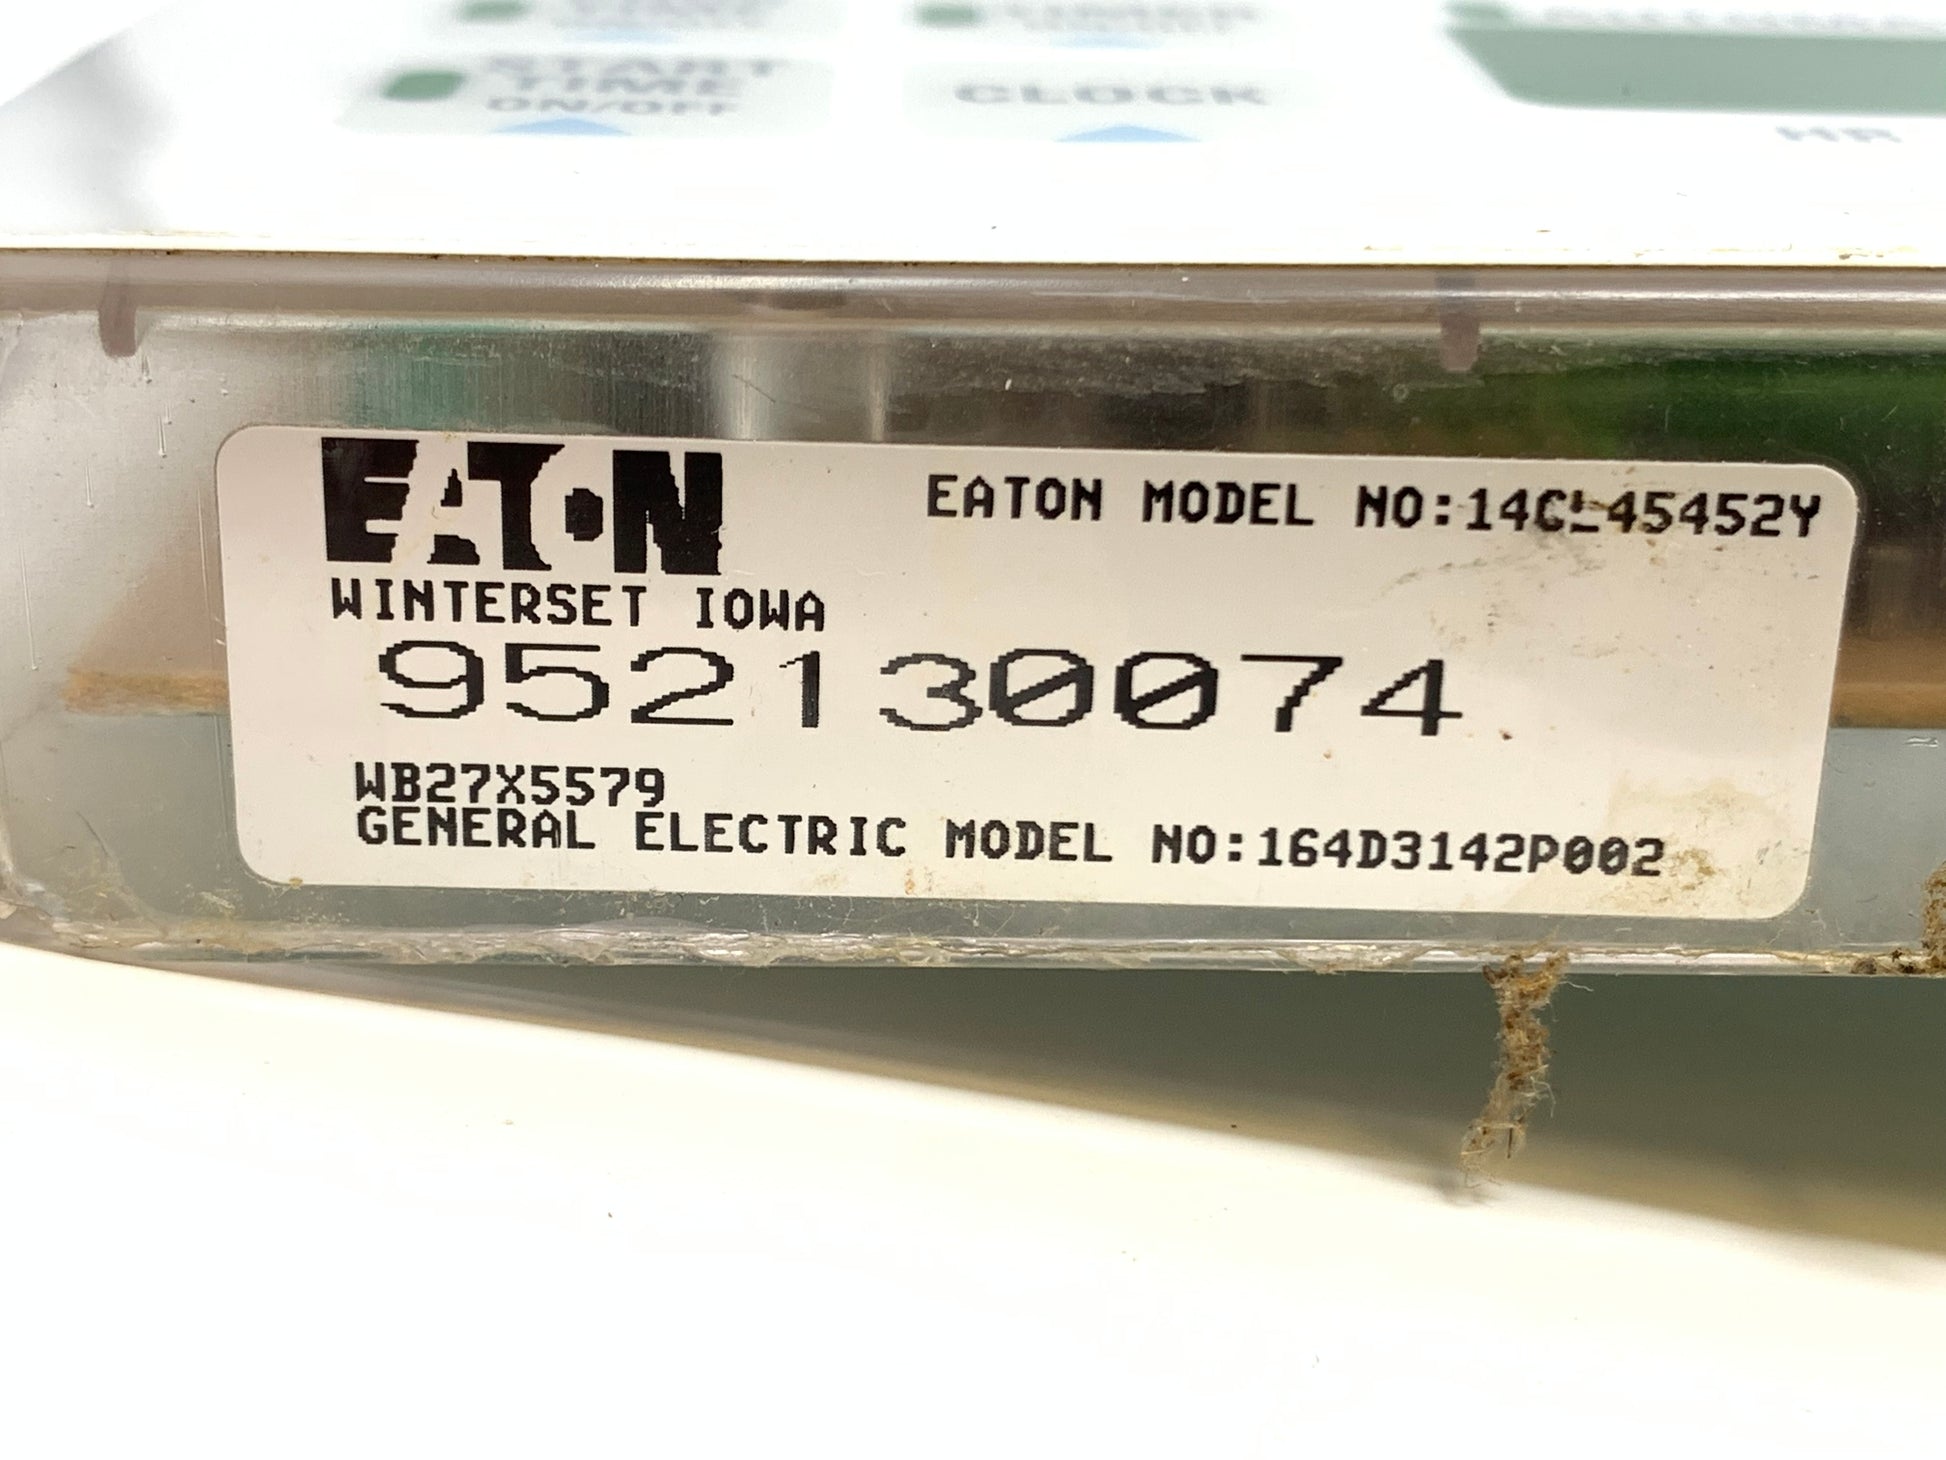 START
TIME
ON/OFF
CLOCK
HR
EATON
EATON MODEL NO:14CL45452Y
WINTERSET IOWA
952130074
WB27X5579
GENERAL ELECTRIC MODEL NO:164D3142P002